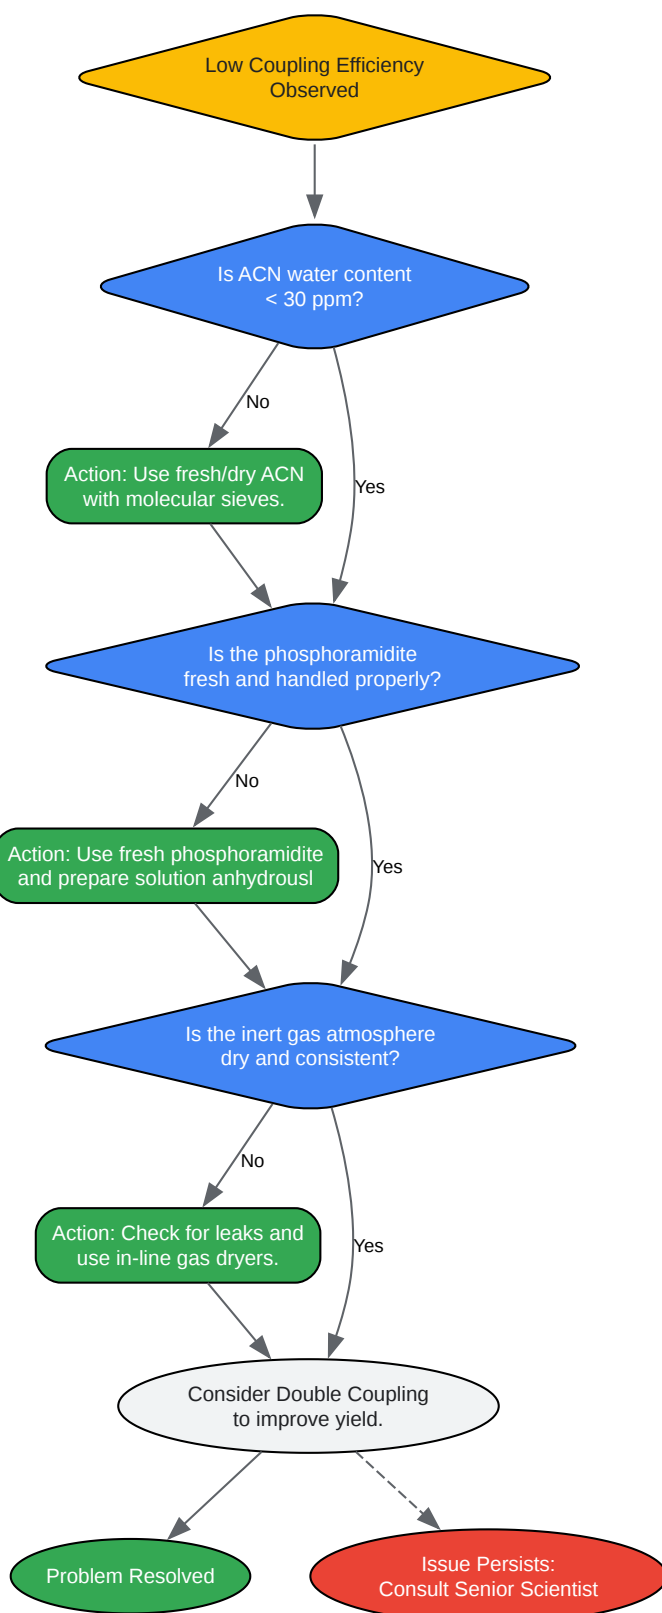 Low Coupling Efficiency
Observed
Is ACN water content
< 30 ppm?
No
Action: Use fresh/dry ACN
with molecular sieves.
Yes
Is the phosphoramidite
fresh and handled properly?
No
Action: Use fresh phosphoramidite
and prepare solution anhydrousl
Yes
Is the inert gas atmosphere
dry and consistent?
No
Action: Check for leaks and
use in-line gas dryers.
Yes
Consider Double Coupling
to improve yield.
Problem Resolved
Issue Persists:
Consult Senior Scientist